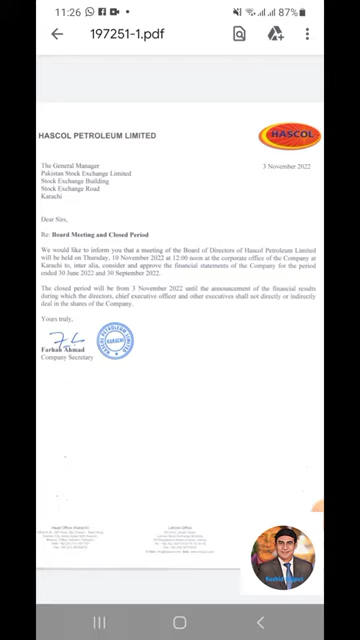 11:26
87%
197251-1.pdf
HASCOL PETROLEUM LIMITED
HASCOL
The General Manager
3 November 2022
Pakistan Stock Exchange Limited
Stock Exchange Building
Stock Exchange Road
Karachi
Dear Sirs,
Re: Board Meeting and Closed Period
We would like to inform you that a meeting of the Board of Directors of Hascol Petroleum Limited
will be held on Thursday, 10 November 2022 at 12:00 noon at the corporate office of the Company at
Karachi to, inter alia, consider and approve the financial statements of the Company for the period
ended 30 June 2022 and 30 September 2022.
The closed period will be from 3 November 2022 until the announcement of the financial results
during which the directors, chief executive officer and other executives shall not directly or indirectly
deal in the shares of the Company.
Yours truly,
HASCOL PETROLEUM LIMITED
KARACHI
Farhan Ahmad
Company Secretary
Lahore Office